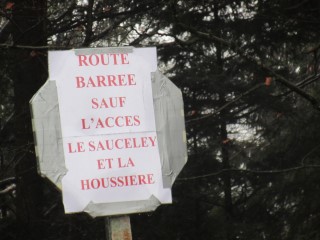 ROUTE
BARREE
SAUF
L'ACCES
LE SAUCELEY
ET LA
HOUSSIERE